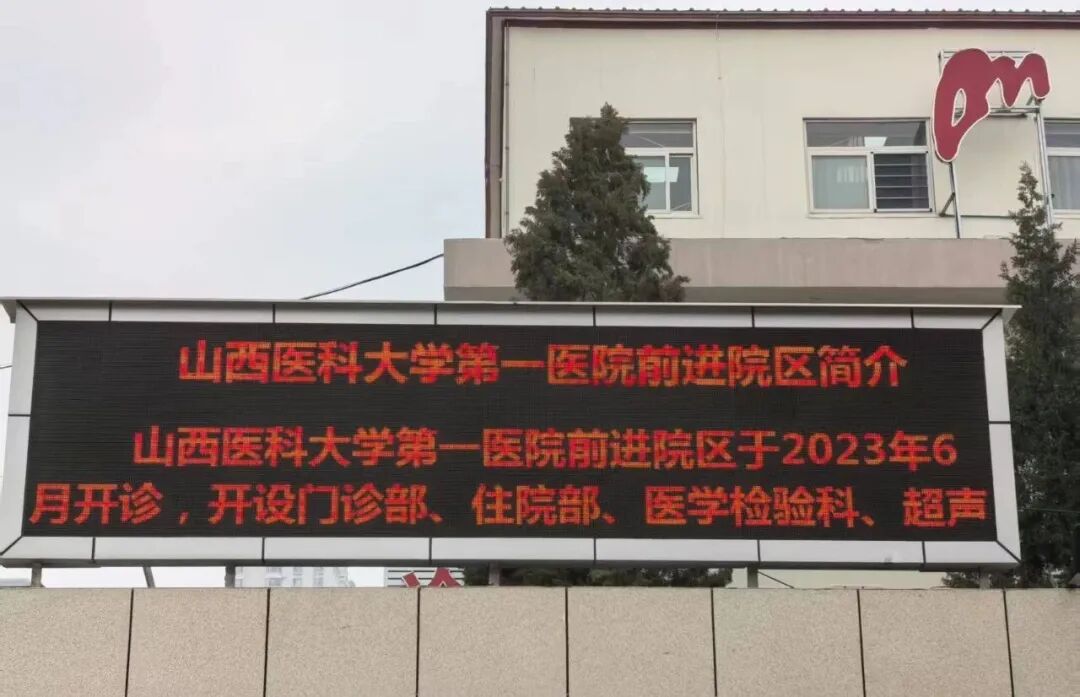 山西医科大学第一医院前进院区简介
山西医科大学第一医院前进院区于2023年6
月开诊，开设门诊部、住院部、医学检验科、超声